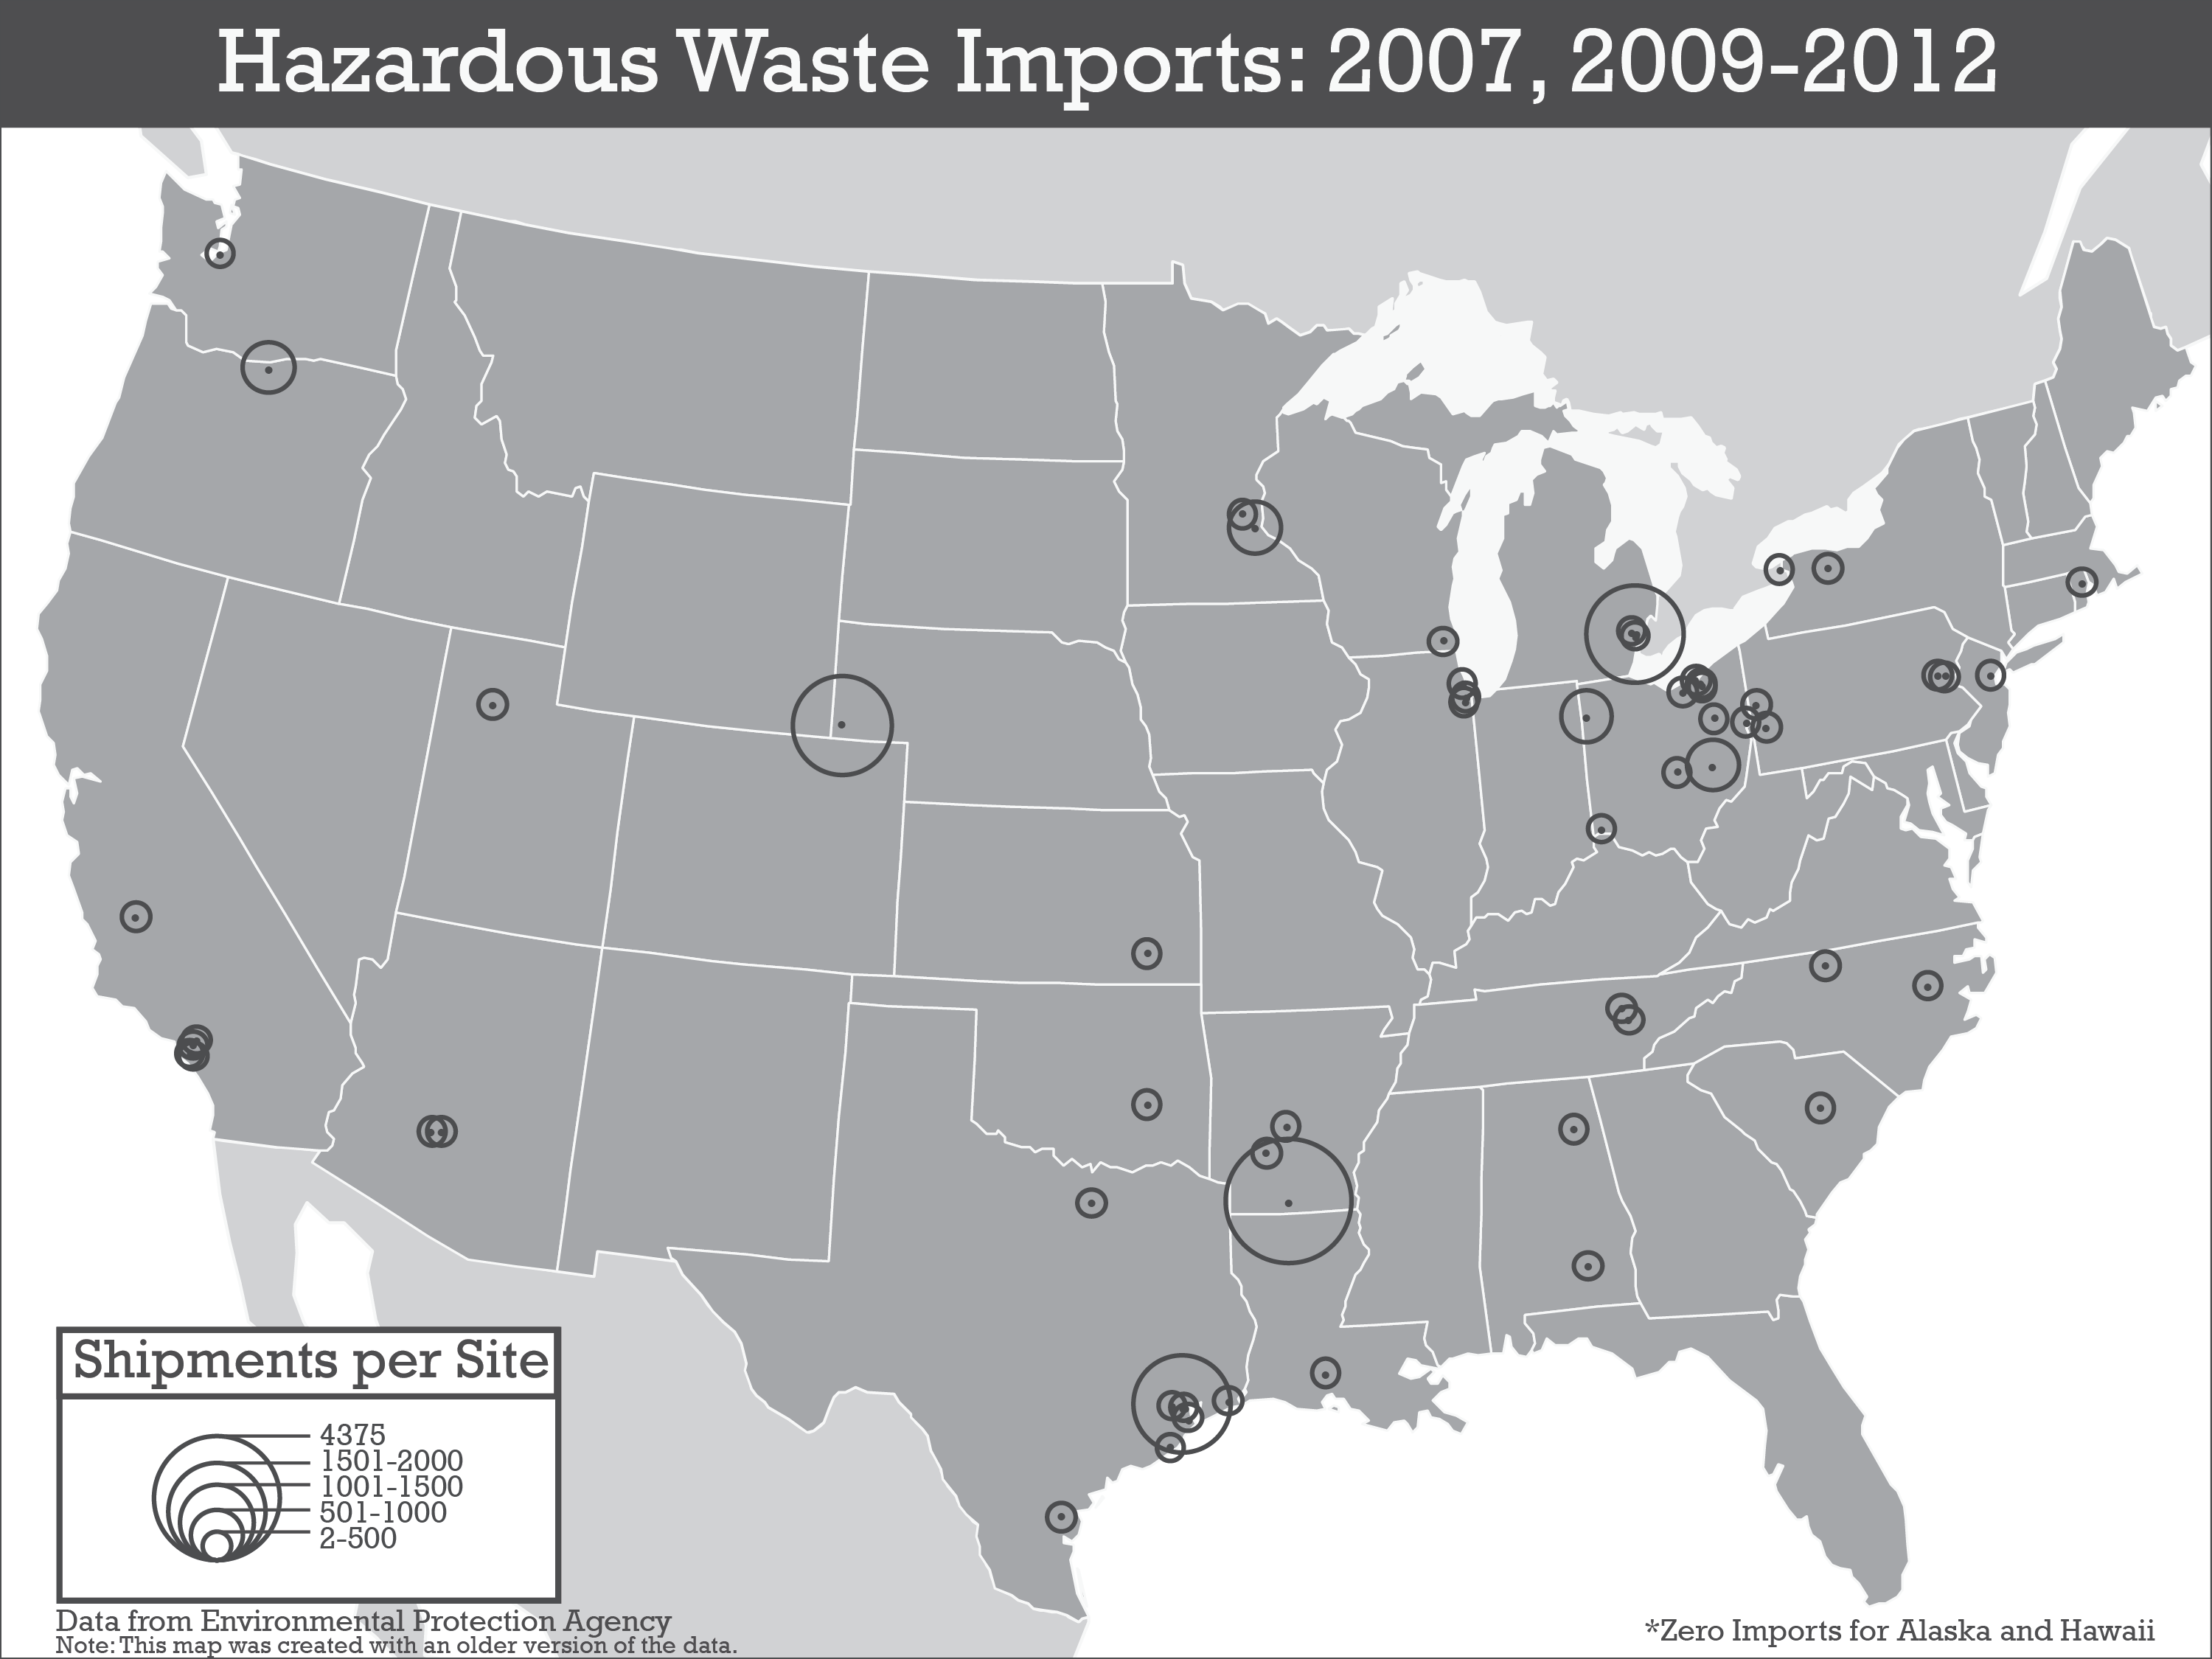 Hazardous Waste Imports: 2007, 2009-2012
Shipments per Site
4375
1501-2000
1001-1500
501-1000
2-500
Data from Environmental Protection Agency
Note: This map was created with an older version of the data.
*Zero Imports for Alaska and Hawaii